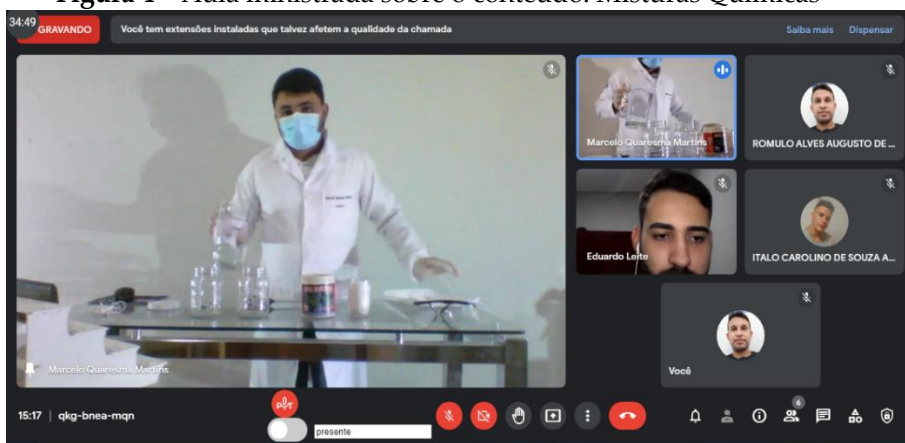 Figura 1 - Aula ministrada sobre o conteúdo: Misturas Químicas
34:49
GRAVANDO
Você tem extensões instaladas que talvez afetem a qualidade da chamada
Saiba mais
Dispensar
Marcelo Quaresma Martins
ROMULO ALVES AUGUSTO DE ...
Eduardo Leite
ITALO CAROLINO DE SOUZA A...
Marcelo Quaresma Martins
Você
15:17 | qkg-bnea-mqn
presente
6